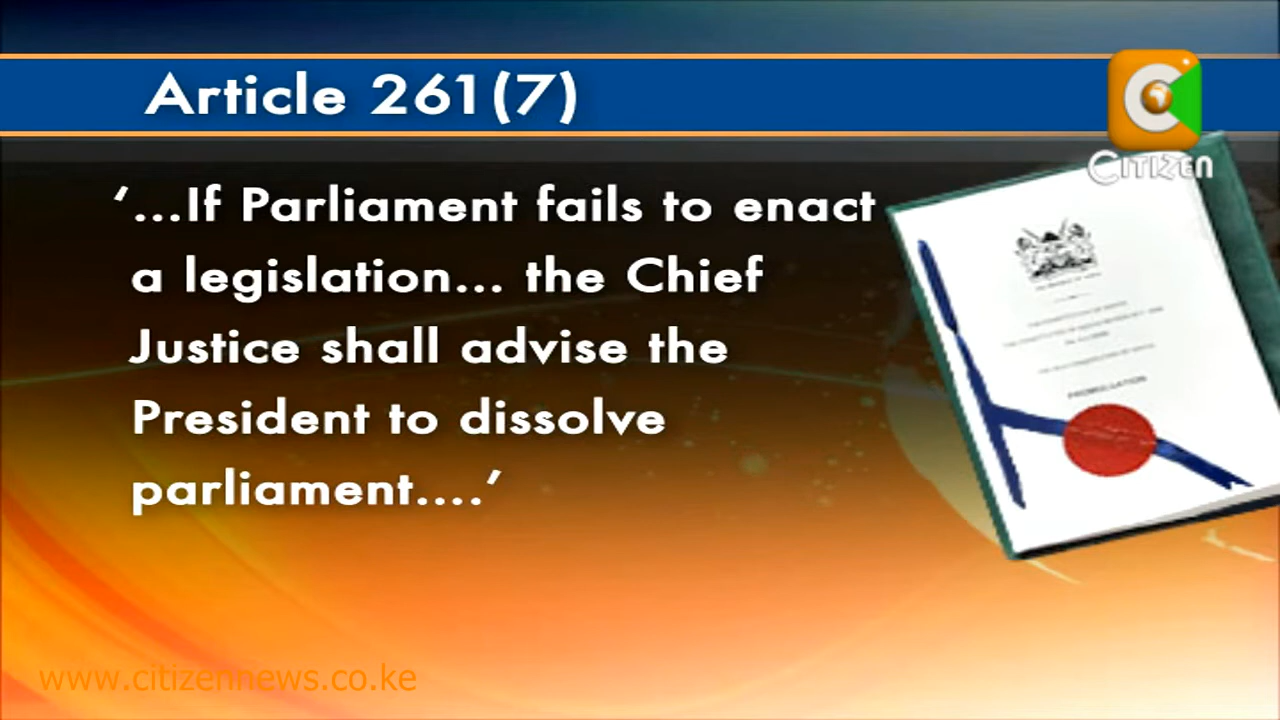 Article 261(7)
CITIZEN
‘...If Parliament fails to enact
a legislation... the Chief
Justice shall advise the
President to dissolve
parliament....’
PROMULGATION
www.citizennews.co.ke